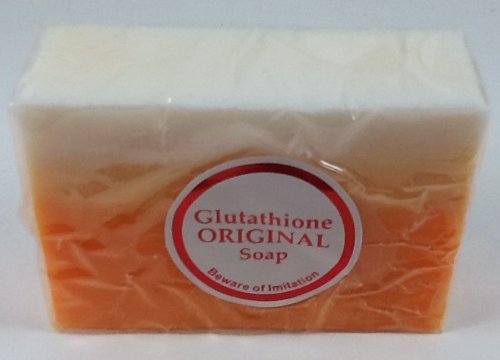 Glutathione
ORIGINAL
Soap
Beware of Imitation